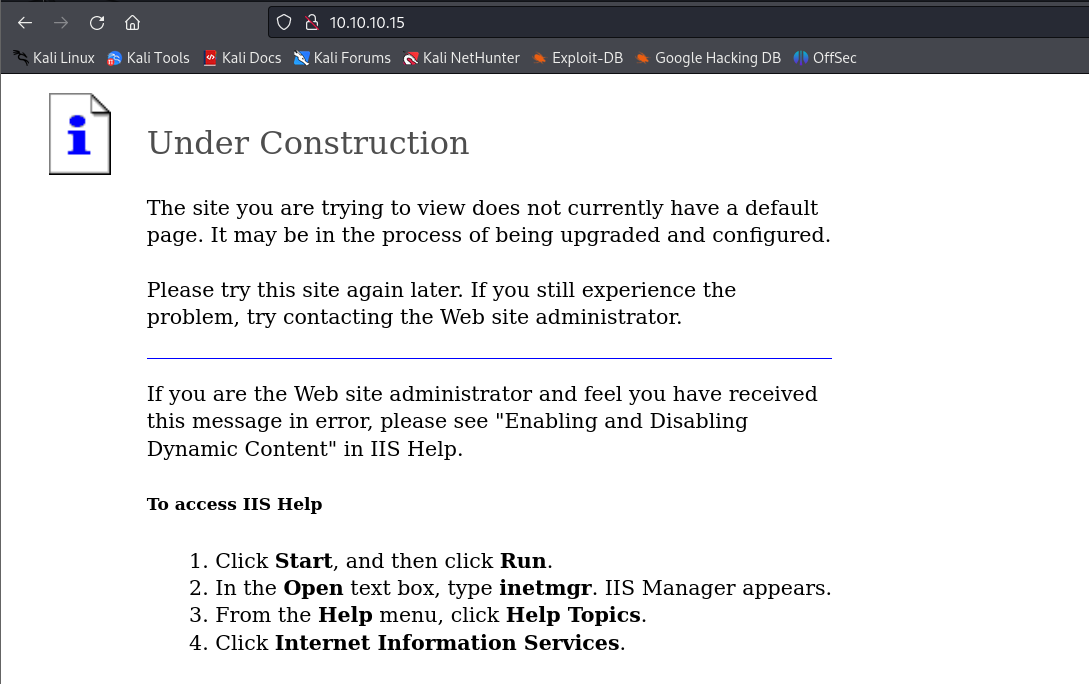 10.10.10.15
Kali Linux Kali Tools Kali Docs Kali Forums Kali NetHunter Exploit-DB Google Hacking DB OffSec
i
Under Construction
The site you are trying to view does not currently have a default
page. It may be in the process of being upgraded and configured.
Please try this site again later. If you still experience the
problem, try contacting the Web site administrator.
If you are the Web site administrator and feel you have received
this message in error, please see "Enabling and Disabling
Dynamic Content" in IIS Help.
To access IIS Help
1. Click Start, and then click Run.
2. In the Open text box, type inetmgr. IIS Manager appears.
3. From the Help menu, click Help Topics.
4. Click Internet Information Services.